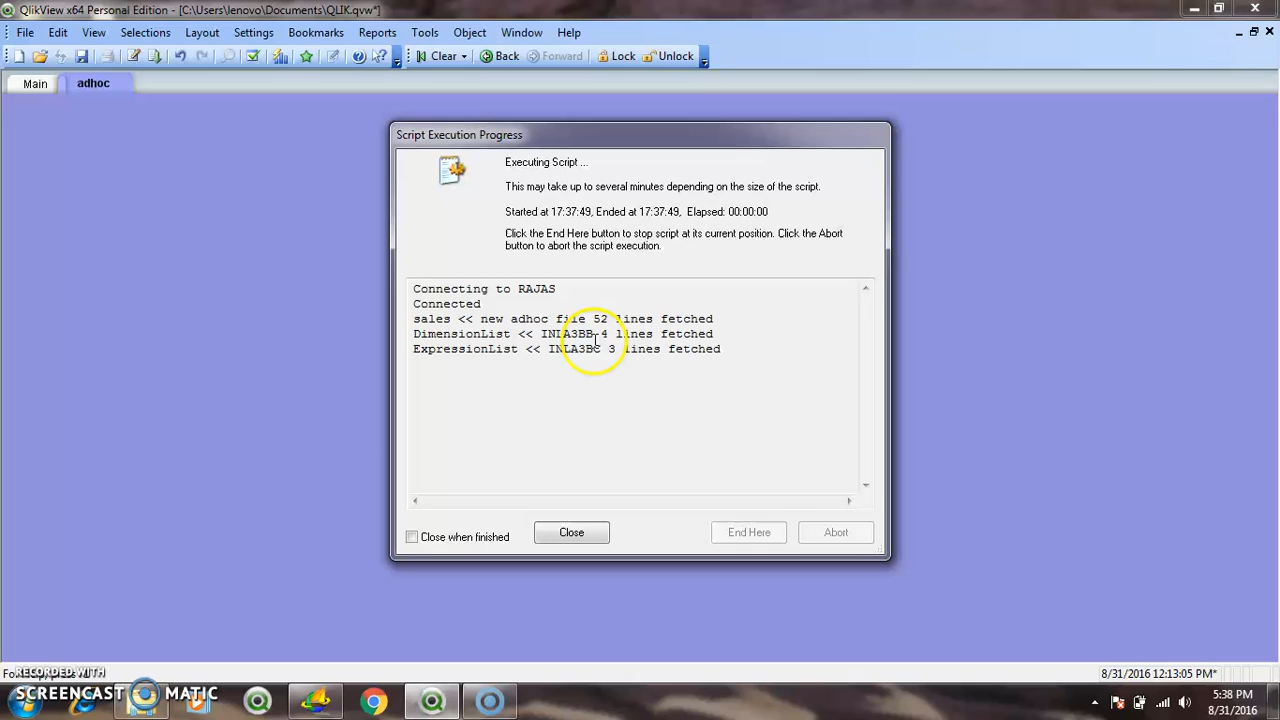 QlikView x64 Personal Edition - [C:\Users\lenovo\Documents\QLIK.qvw*]
File Edit View Selections Layout Settings Bookmarks Reports Tools Object Window Help
Clear Back Forward Lock Unlock
Main adhoc
Script Execution Progress
Executing Script ...
This may take up to several minutes depending on the size of the script.
Started at 17:37:49, Ended at 17:37:49, Elapsed: 00:00:00
Click the End Here button to stop script at its current position. Click the Abort
button to abort the script execution.
Connecting to RAJAS
Connected
sales << new adhoc file 52 lines fetched
DimensionList << INLA3BB 4 lines fetched
ExpressionList << INLA3BC 3 lines fetched
Close when finished Close End Here Abort
8/31/2016 12:13:05 PM*
RECORDED WITH
SCREENCAST MATIC
5:38 PM
8/31/2016